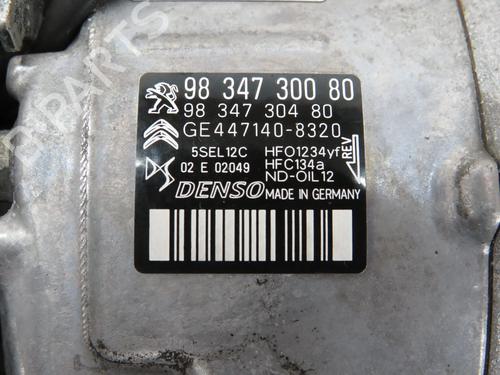 98 347 300 80
98 347 304 80
GE447140-8320
5SEL12C HFO1234yf
02 E 02049 HFC134a
ND-OIL12
REV
DENSO MADE IN GERMANY
B PARTS